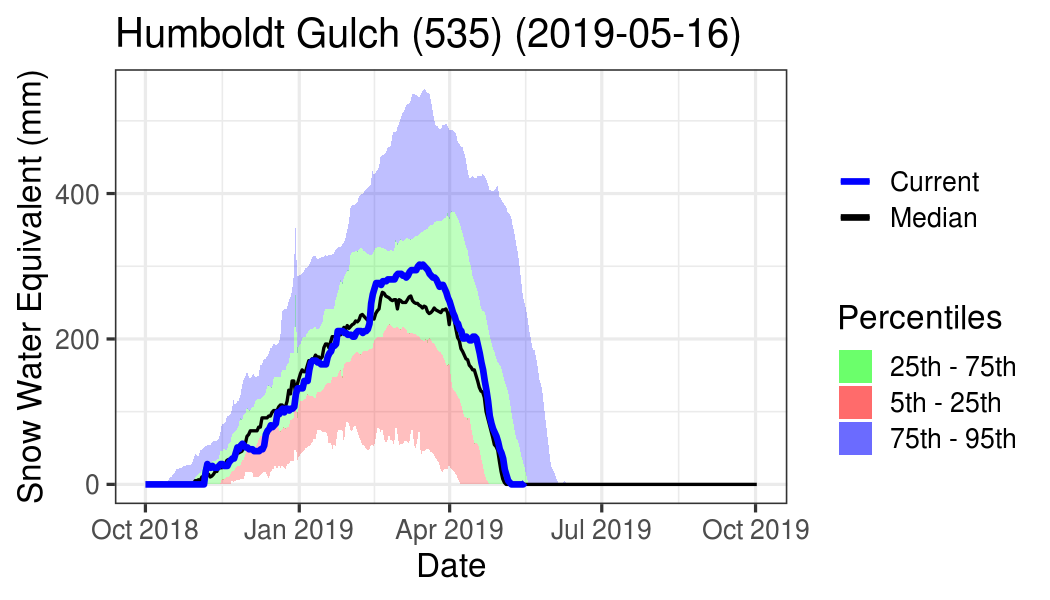 Humboldt Gulch (535) (2019-05-16)
Snow Water Equivalent (mm)
400
200
0
Oct 2018 Jan 2019 Apr 2019 Jul 2019 Oct 2019
Date
Current
Median
Percentiles
25th - 75th
5th - 25th
75th - 95th